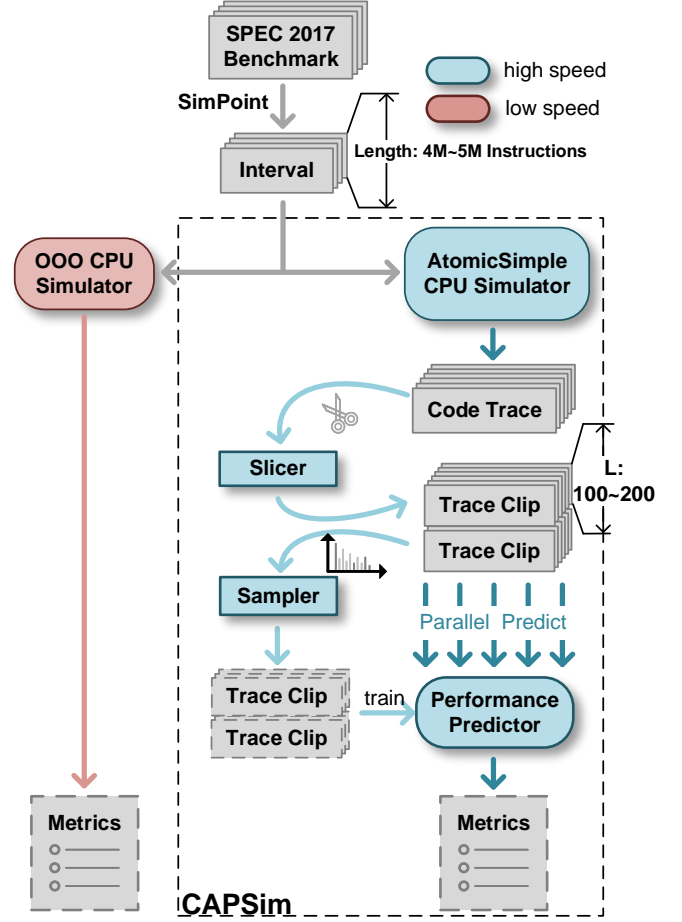 SPEC 2017
Benchmark
high speed
low speed
SimPoint
Length: 4M~5M Instructions
Interval
OOO CPU
Simulator
AtomicSimple
CPU Simulator
Code Trace
Slicer
L:
100~200
Trace Clip
Trace Clip
Sampler
Parallel Predict
Trace Clip
Trace Clip
train
Performance
Predictor
Metrics
Metrics
CAPSim